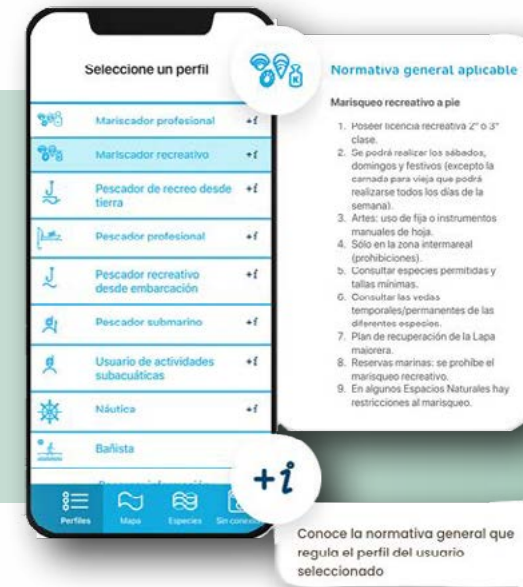 Seleccione un perfil
Mariscador profesional +i
Mariscador recreativo +i
Pescador de recreo desde +i
tierra
Pescador profesional +i
Pescador recreativo +i
desde embarcación
Pescador submarino +i
Usuario de actividades +i
subacuáticas
Náutica +i
Bañista
Perfiles Mapa Especies Sin
K
Normativa general aplicable
Marisqueo recreativo a pie
1. Poseer licencia recreativa 2ª o 3ª
clase.
2. Se podrá realizar los sábados,
domingos y festivos (excepto la
carnada para vieja que podrá
realizarse todos los días de la
semana).
3. Artes: uso de fija o instrumentos
manuales de hoja.
4. Sólo en la zona intermareal
(prohibiciones).
5. Consultar especies permitidas y
tallas mínimas.
6. Consultar las vedas
temporales/permanentes de las
diferentes especies.
7. Plan de recuperación de la Lapa
majorera.
8. Reservas marinas: se prohíbe el
marisqueo recreativo.
9. En algunos Espacios Naturales hay
restricciones al marisqueo.
+i
Conoce la normativa general que
regula el perfil del usuario
seleccionado